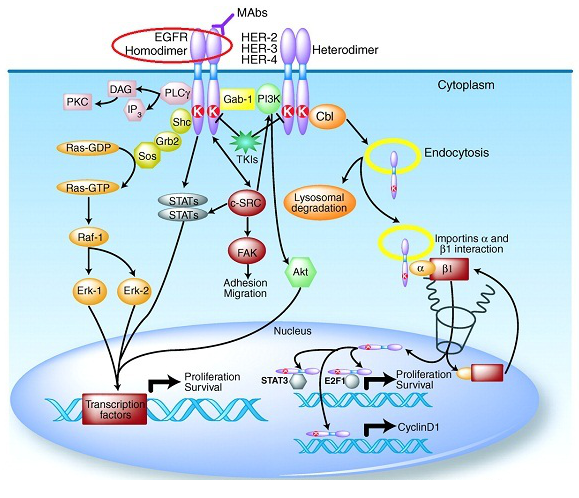 MAbs
EGFR
Homodimer
HER-2
HER-3
HER-4
Heterodimer
Cytoplasm
PKC
DAG
IP3
PLCγ
Shc
Grb2
Sos
K
K
Gab-1
PI3K
K
K
Cbl
TKIs
Ras-GDP
Ras-GTP
Raf-1
Erk-1
Erk-2
STATs
STATs
c-SRC
FAK
Adhesion
Migration
Akt
Endocytosis
Lysosomal
degradation
Importins α and
β1 interaction
α
β1
Nucleus
Transcription
factors
Proliferation
Survival
STAT3
E2F1
Proliferation
Survival
CyclinD1